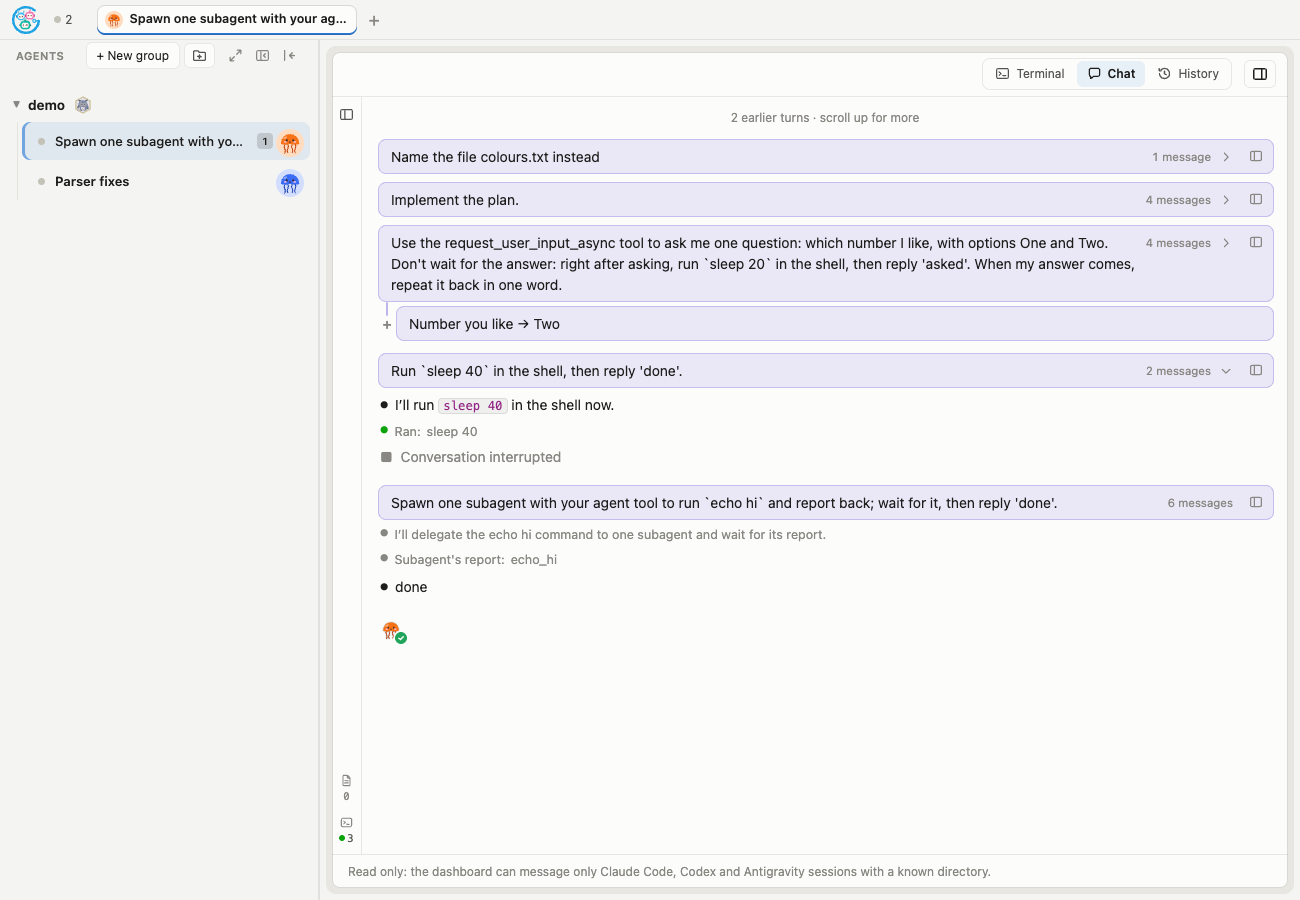 2
Spawn one subagent with your ag...
+
AGENTS
+ New group
demo
Spawn one subagent with yo... 1
Parser fixes
Terminal
Chat
History
2 earlier turns · scroll up for more
Name the file colours.txt instead 1 message
Implement the plan. 4 messages
Use the request_user_input_async tool to ask me one question: which number I like, with options One and Two. 4 messages
Don't wait for the answer: right after asking, run `sleep 20` in the shell, then reply 'asked'. When my answer comes,
repeat it back in one word.
+ Number you like → Two
Run `sleep 40` in the shell, then reply 'done'. 2 messages
I’ll run sleep 40 in the shell now.
Ran: sleep 40
Conversation interrupted
Spawn one subagent with your agent tool to run `echo hi` and report back; wait for it, then reply 'done'. 6 messages
I’ll delegate the echo hi command to one subagent and wait for its report.
Subagent's report: echo_hi
done
0
3
Read only: the dashboard can message only Claude Code, Codex and Antigravity sessions with a known directory.